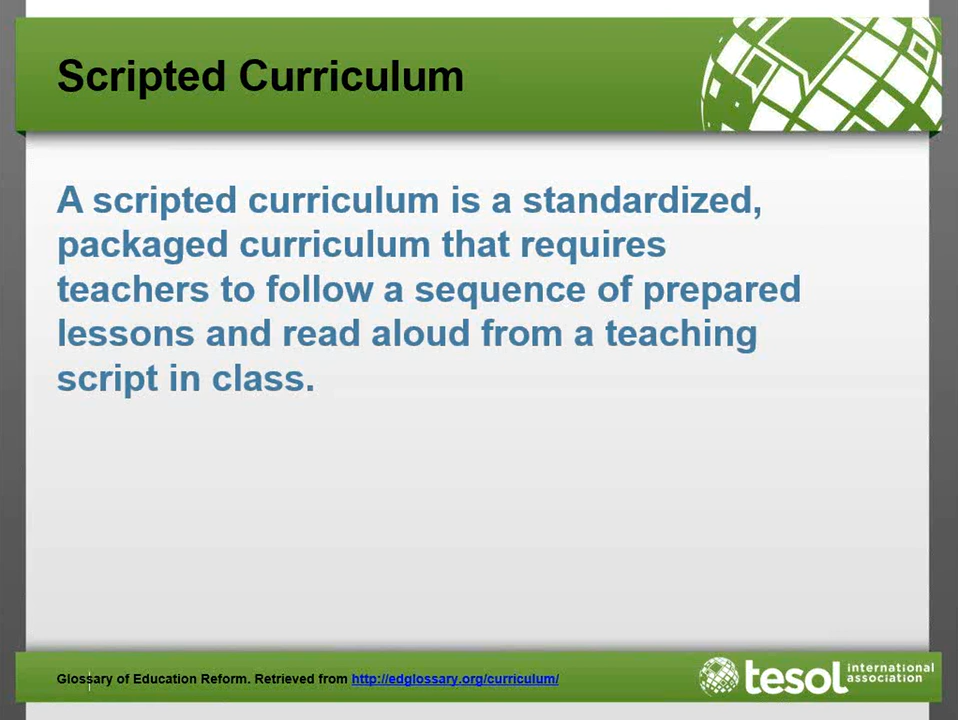 Scripted Curriculum
A scripted curriculum is a standardized,
packaged curriculum that requires
teachers to follow a sequence of prepared
lessons and read aloud from a teaching
script in class.
Glossary of Education Reform. Retrieved from http://edglossary.org/curriculum/
tesol international
association